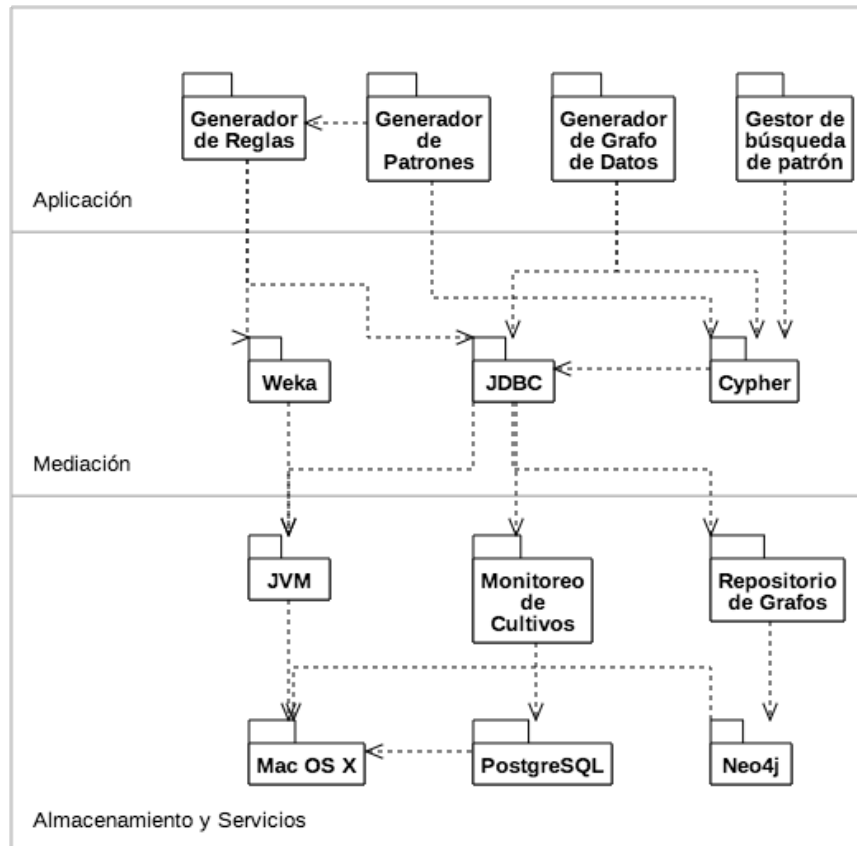 Generador
de Reglas
Generador
de
Patrones
Generador
de Grafo
de Datos
Gestor de
búsqueda
de patrón
Aplicación
Weka
JDBC
Cypher
Mediación
JVM
Monitoreo
de
Cultivos
Repositorio
de Grafos
Mac OS X
PostgreSQL
Neo4j
Almacenamiento y Servicios